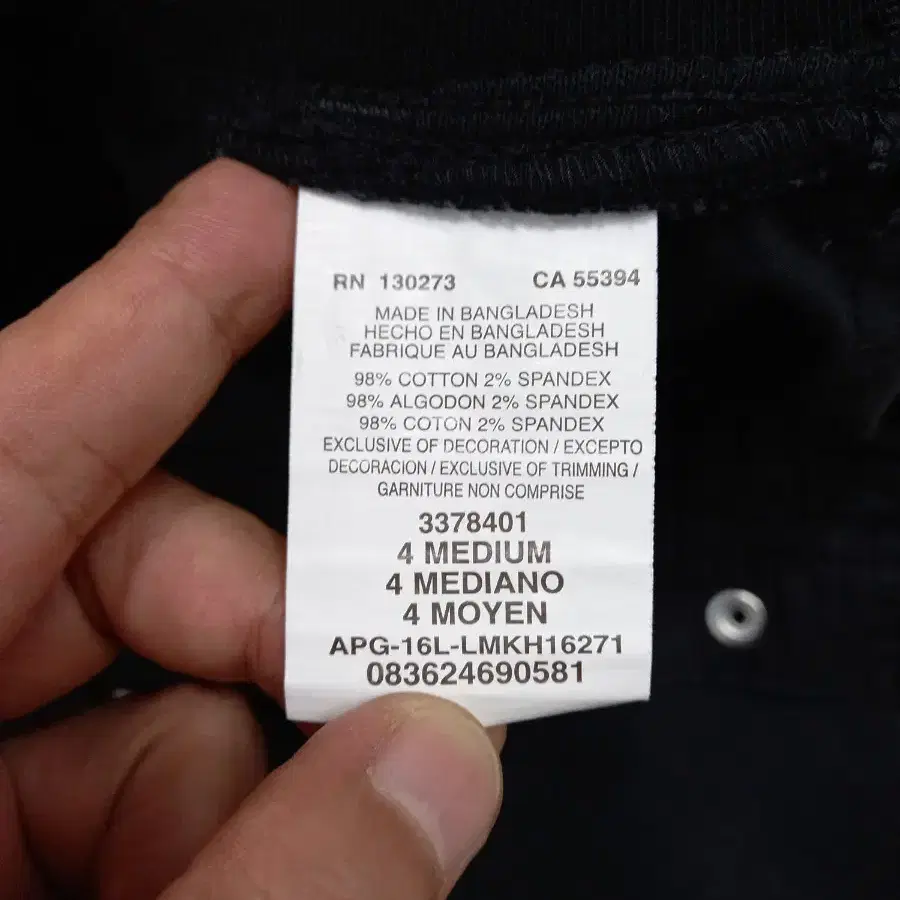 RN 130273 CA 55394
MADE IN BANGLADESH
HECHO EN BANGLADESH
FABRIQUE AU BANGLADESH
98% COTTON 2% SPANDEX
98% ALGODON 2% SPANDEX
98% COTON 2% SPANDEX
EXCLUSIVE OF DECORATION / EXCEPTO
DECORACION / EXCLUSIVE OF TRIMMING /
GARNITURE NON COMPRISE
3378401
4 MEDIUM
4 MEDIANO
4 MOYEN
APG-16L-LMKH16271
083624690581